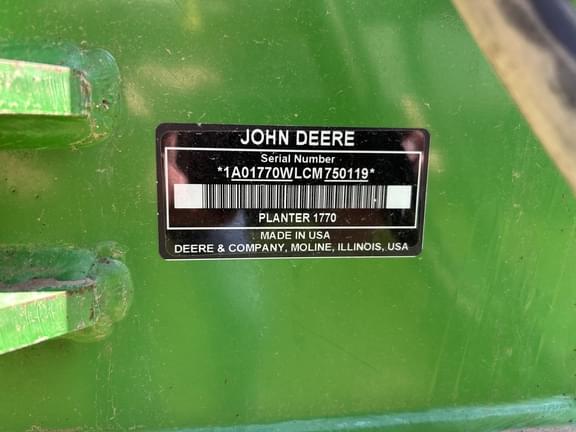 JOHN DEERE
Serial Number
*1A01770WLCM750119*
PLANTER 1770
MADE IN USA
DEERE & COMPANY, MOLINE, ILLINOIS, USA